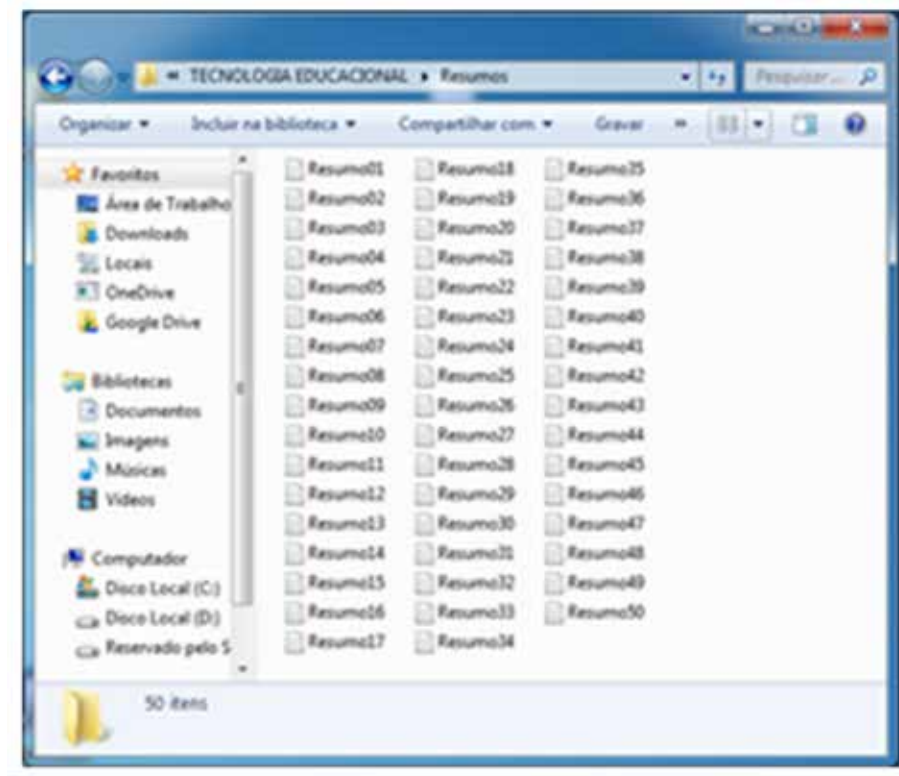 « TECNOLOGIA EDUCACIONAL ▸ Resumos
Pesquisar...
Organizar
Incluir na biblioteca
Compartilhar com
Gravar
»
Favoritos
Área de Trabalho
Downloads
Locais
OneDrive
Google Drive
Bibliotecas
Documentos
Imagens
Músicas
Vídeos
Computador
Disco Local (C:)
Disco Local (D:)
Reservado pelo S
Resumo01
Resumo02
Resumo03
Resumo04
Resumo05
Resumo06
Resumo07
Resumo08
Resumo09
Resumo10
Resumo11
Resumo12
Resumo13
Resumo14
Resumo15
Resumo16
Resumo17
Resumo18
Resumo19
Resumo20
Resumo21
Resumo22
Resumo23
Resumo24
Resumo25
Resumo26
Resumo27
Resumo28
Resumo29
Resumo30
Resumo31
Resumo32
Resumo33
Resumo34
Resumo35
Resumo36
Resumo37
Resumo38
Resumo39
Resumo40
Resumo41
Resumo42
Resumo43
Resumo44
Resumo45
Resumo46
Resumo47
Resumo48
Resumo49
Resumo50
50 itens